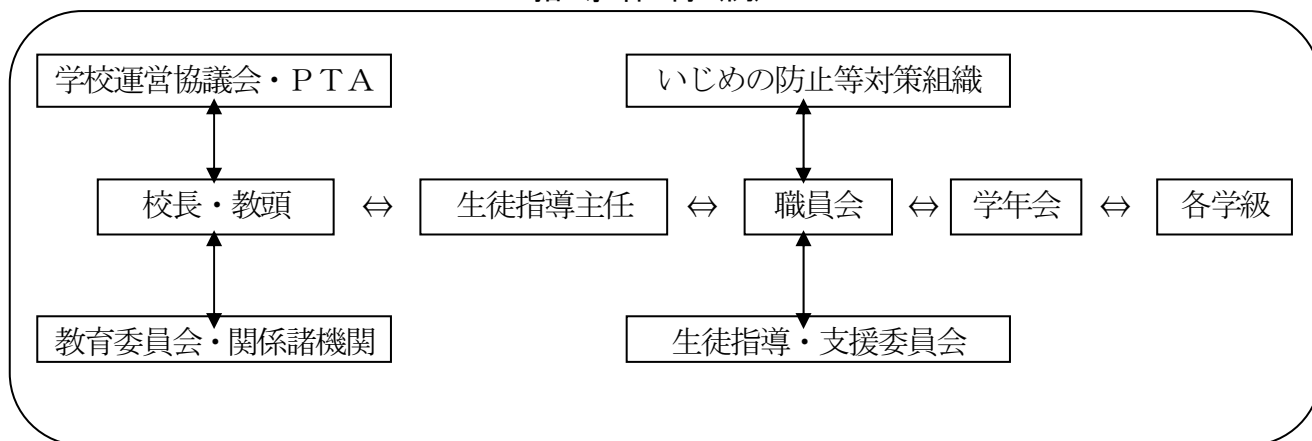 学校運営協議会・ＰＴＡ　いじめの防止等対策組織
校長・教頭 ⇔ 生徒指導主任 ⇔ 職員会 ⇔ 学年会 ⇔ 各学級
教育委員会・関係諸機関　生徒指導・支援委員会